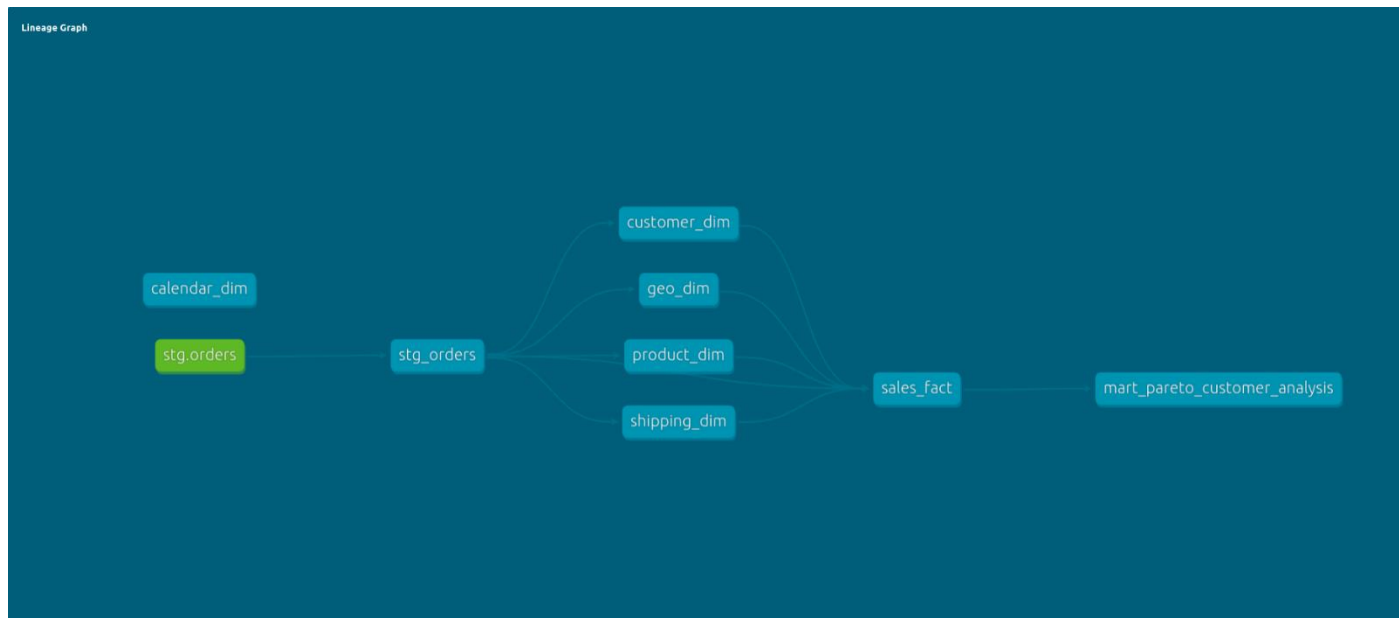 Lineage Graph
customer_dim
calendar_dim
geo_dim
stg.orders
stg_orders
product_dim
sales_fact
mart_pareto_customer_analysis
shipping_dim